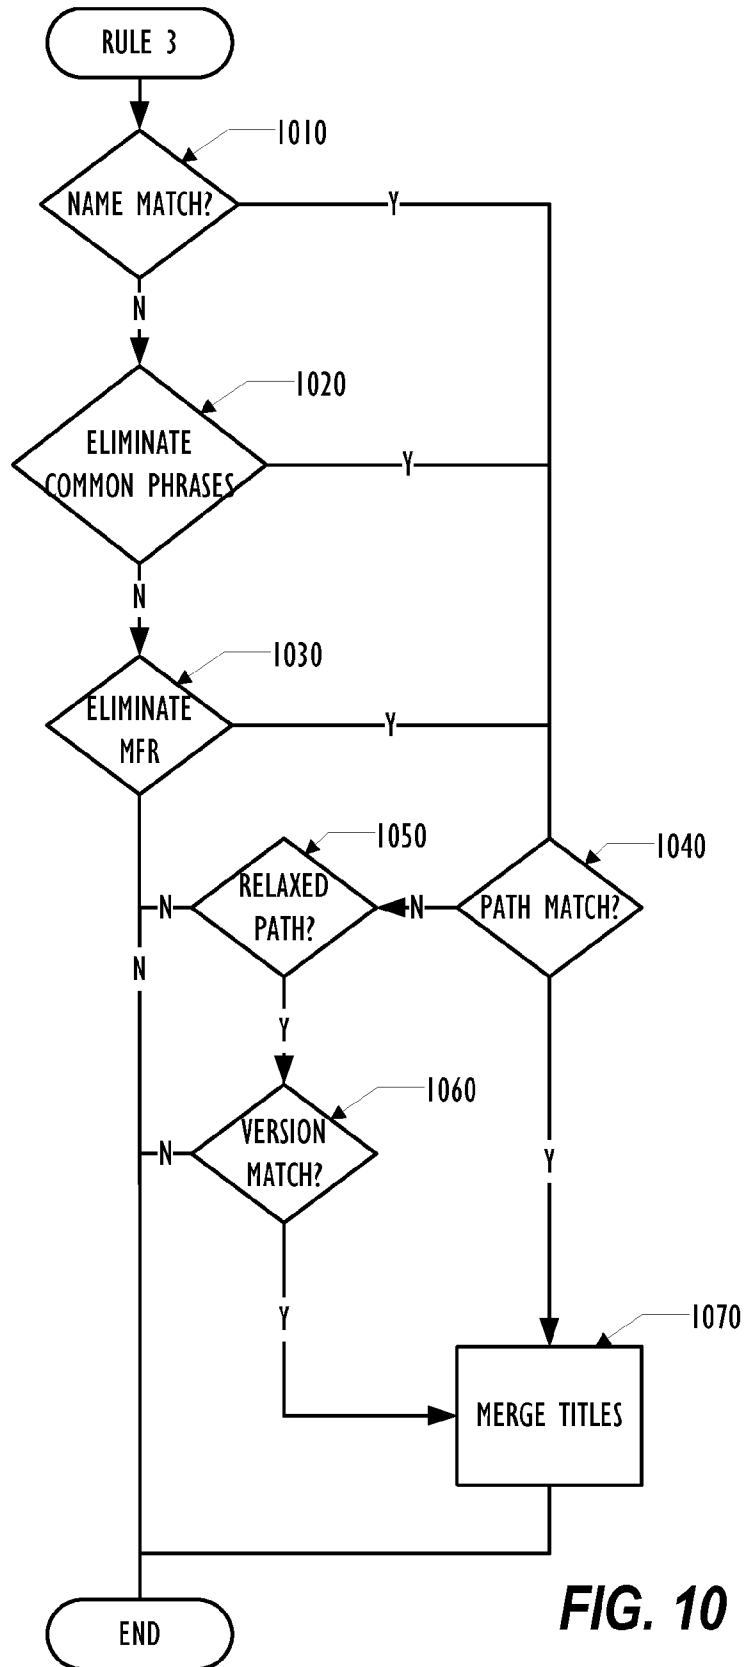 RULE 3
1010
NAME MATCH?
Y
N
1020
ELIMINATE
COMMON PHRASES
Y
N
1030
ELIMINATE
MFR
Y
1050
1040
RELAXED
PATH?
PATH MATCH?
N
N
N
Y
1060
VERSION
MATCH?
N
Y
Y
1070
MERGE TITLES
FIG. 10
END